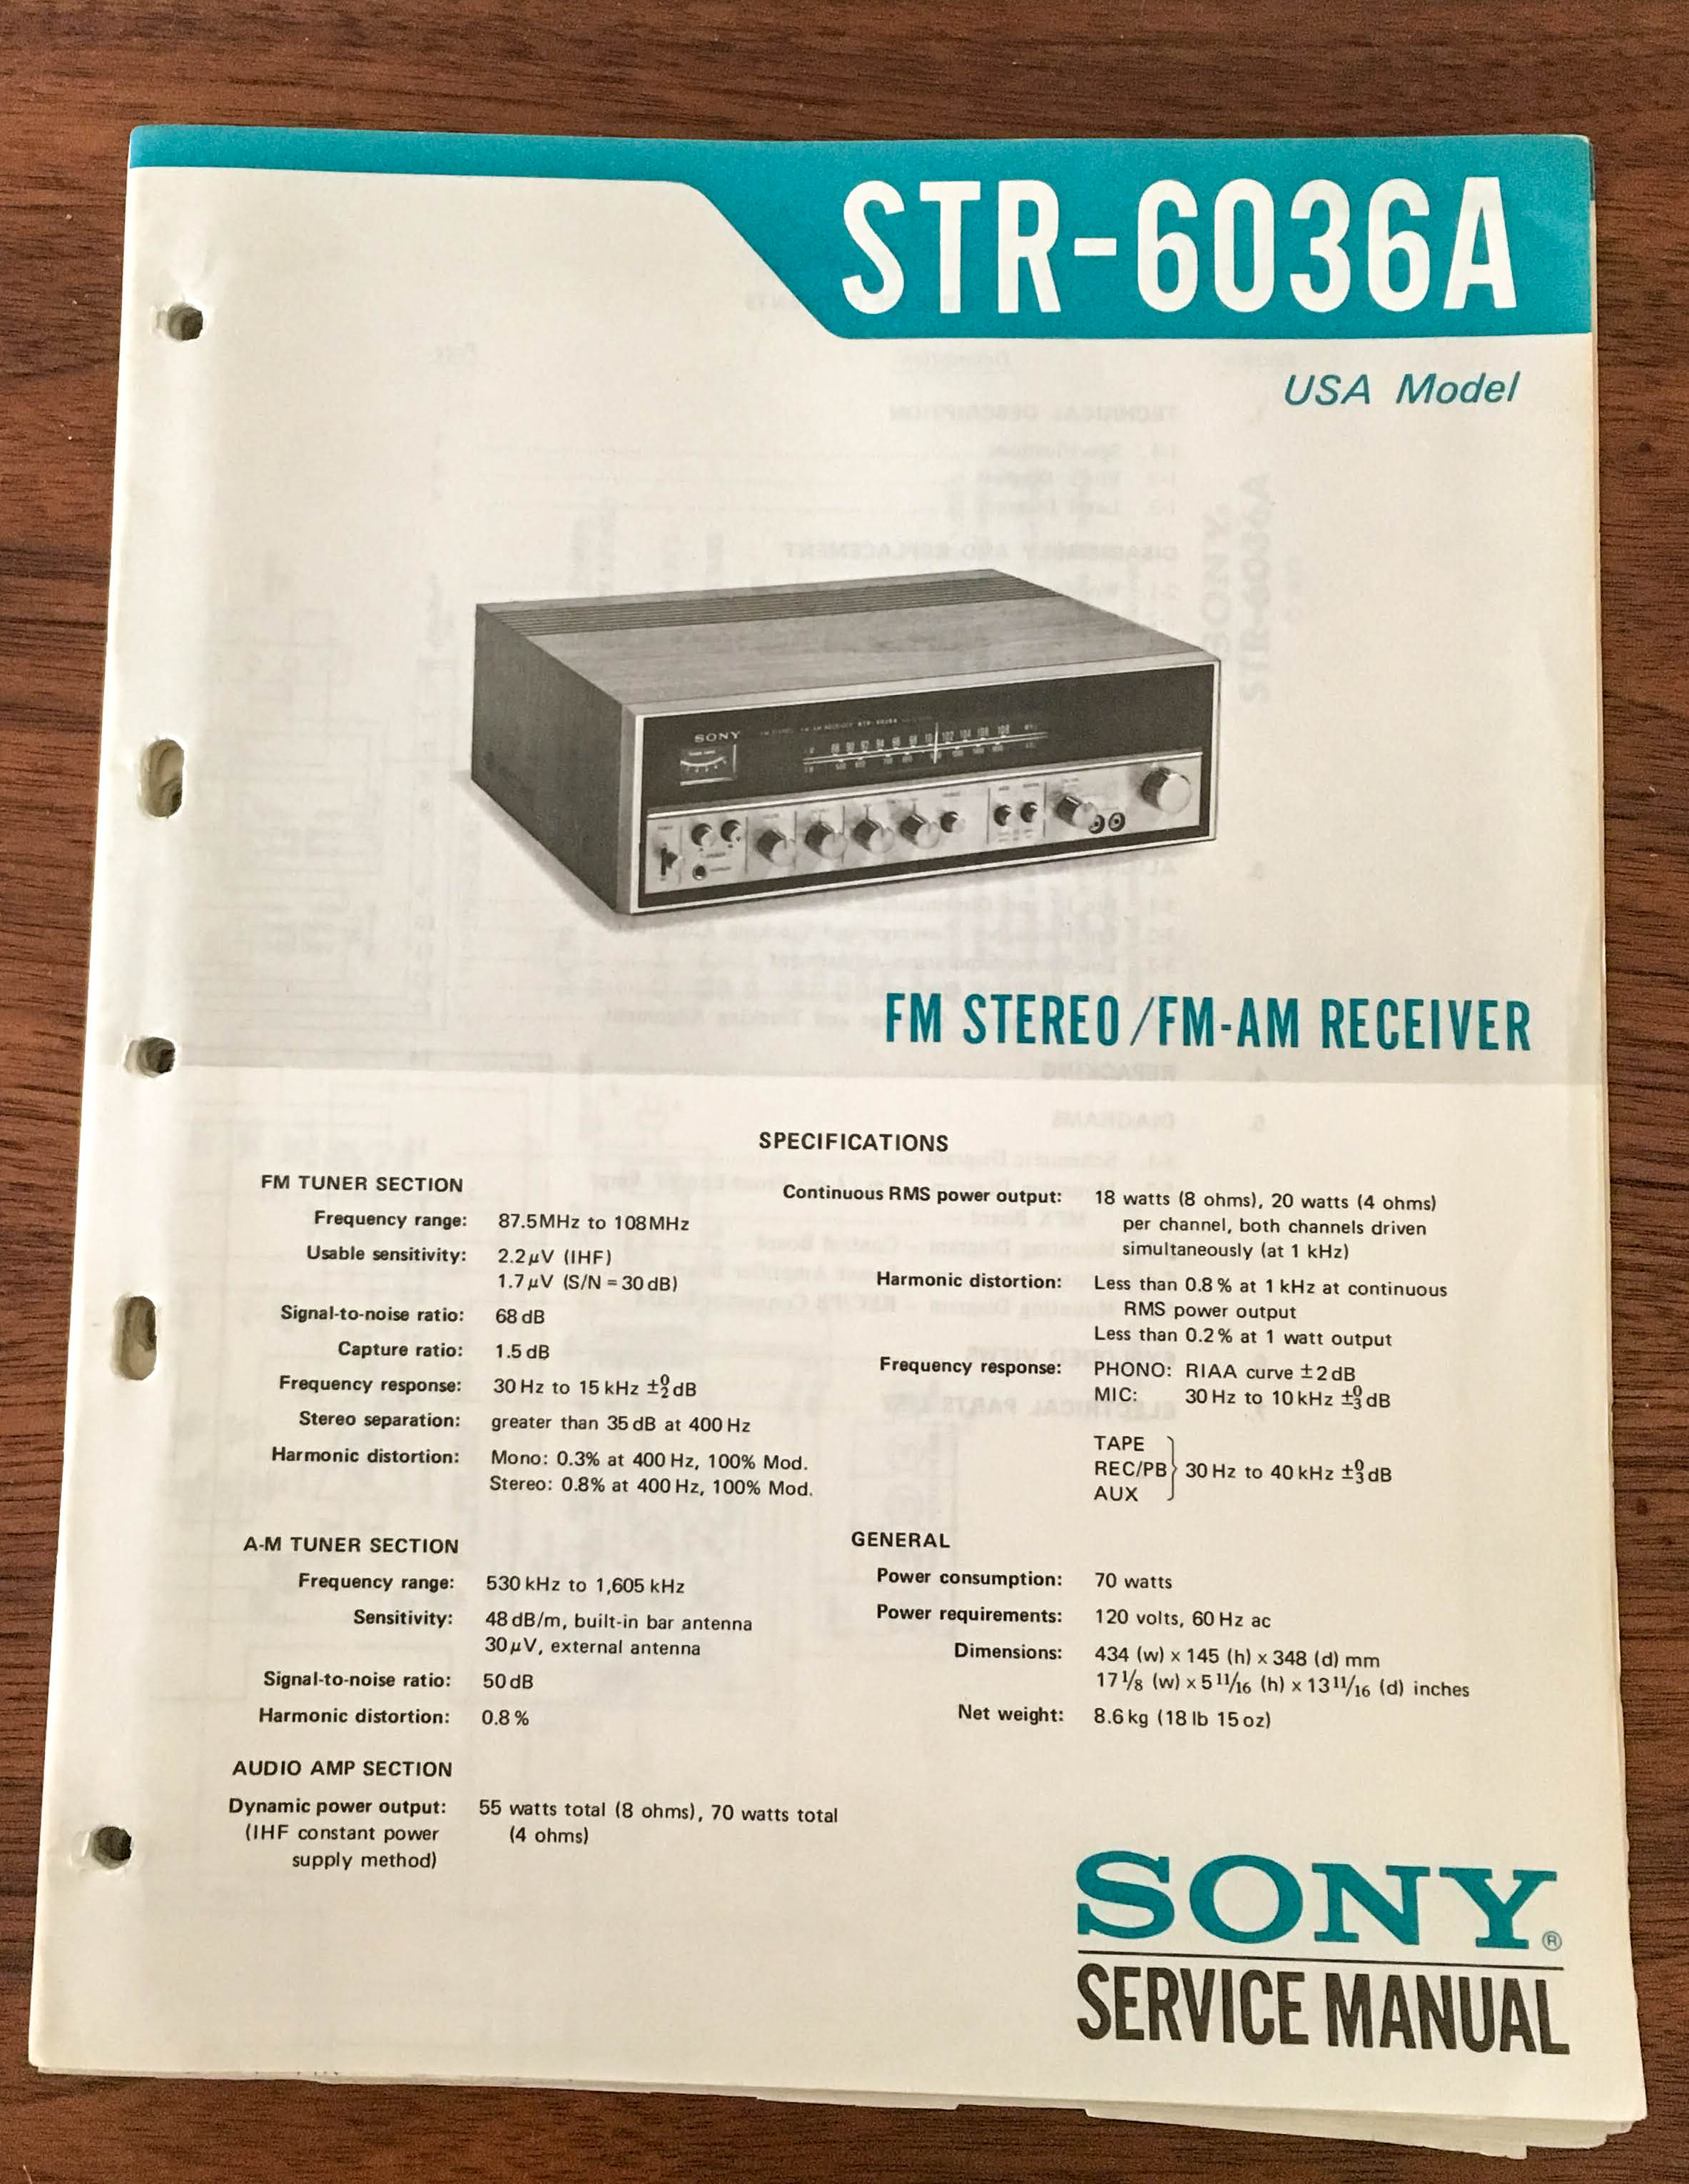 STR-6036A
USA Model
SONY
FM STEREO/FM-AM RECEIVER
SPECIFICATIONS
FM TUNER SECTION
Frequency range: 87.5MHz to 108MHz
Usable sensitivity: 2.2μV (IHF)
1.7μV (S/N = 30 dB)
Signal-to-noise ratio: 68 dB
Capture ratio: 1.5 dB
Frequency response: 30 Hz to 15 kHz ±0/2 dB
Stereo separation: greater than 35 dB at 400 Hz
Harmonic distortion: Mono: 0.3% at 400 Hz, 100% Mod.
Stereo: 0.8% at 400 Hz, 100% Mod.
A-M TUNER SECTION
Frequency range: 530 kHz to 1,605 kHz
Sensitivity: 48 dB/m, built-in bar antenna
30μV, external antenna
Signal-to-noise ratio: 50 dB
Harmonic distortion: 0.8 %
AUDIO AMP SECTION
Dynamic power output: 55 watts total (8 ohms), 70 watts total
(IHF constant power (4 ohms)
supply method)
Continuous RMS power output: 18 watts (8 ohms), 20 watts (4 ohms)
per channel, both channels driven
simultaneously (at 1 kHz)
Harmonic distortion: Less than 0.8 % at 1 kHz at continuous
RMS power output
Less than 0.2 % at 1 watt output
Frequency response: PHONO: RIAA curve ±2 dB
MIC: 30 Hz to 10 kHz ±0/3 dB
TAPE
REC/PB } 30 Hz to 40 kHz ±0/3 dB
AUX
GENERAL
Power consumption: 70 watts
Power requirements: 120 volts, 60 Hz ac
Dimensions: 434 (w) x 145 (h) x 348 (d) mm
17 1/8 (w) x 5 11/16 (h) x 13 11/16 (d) inches
Net weight: 8.6 kg (18 lb 15 oz)
SONY®
SERVICE MANUAL